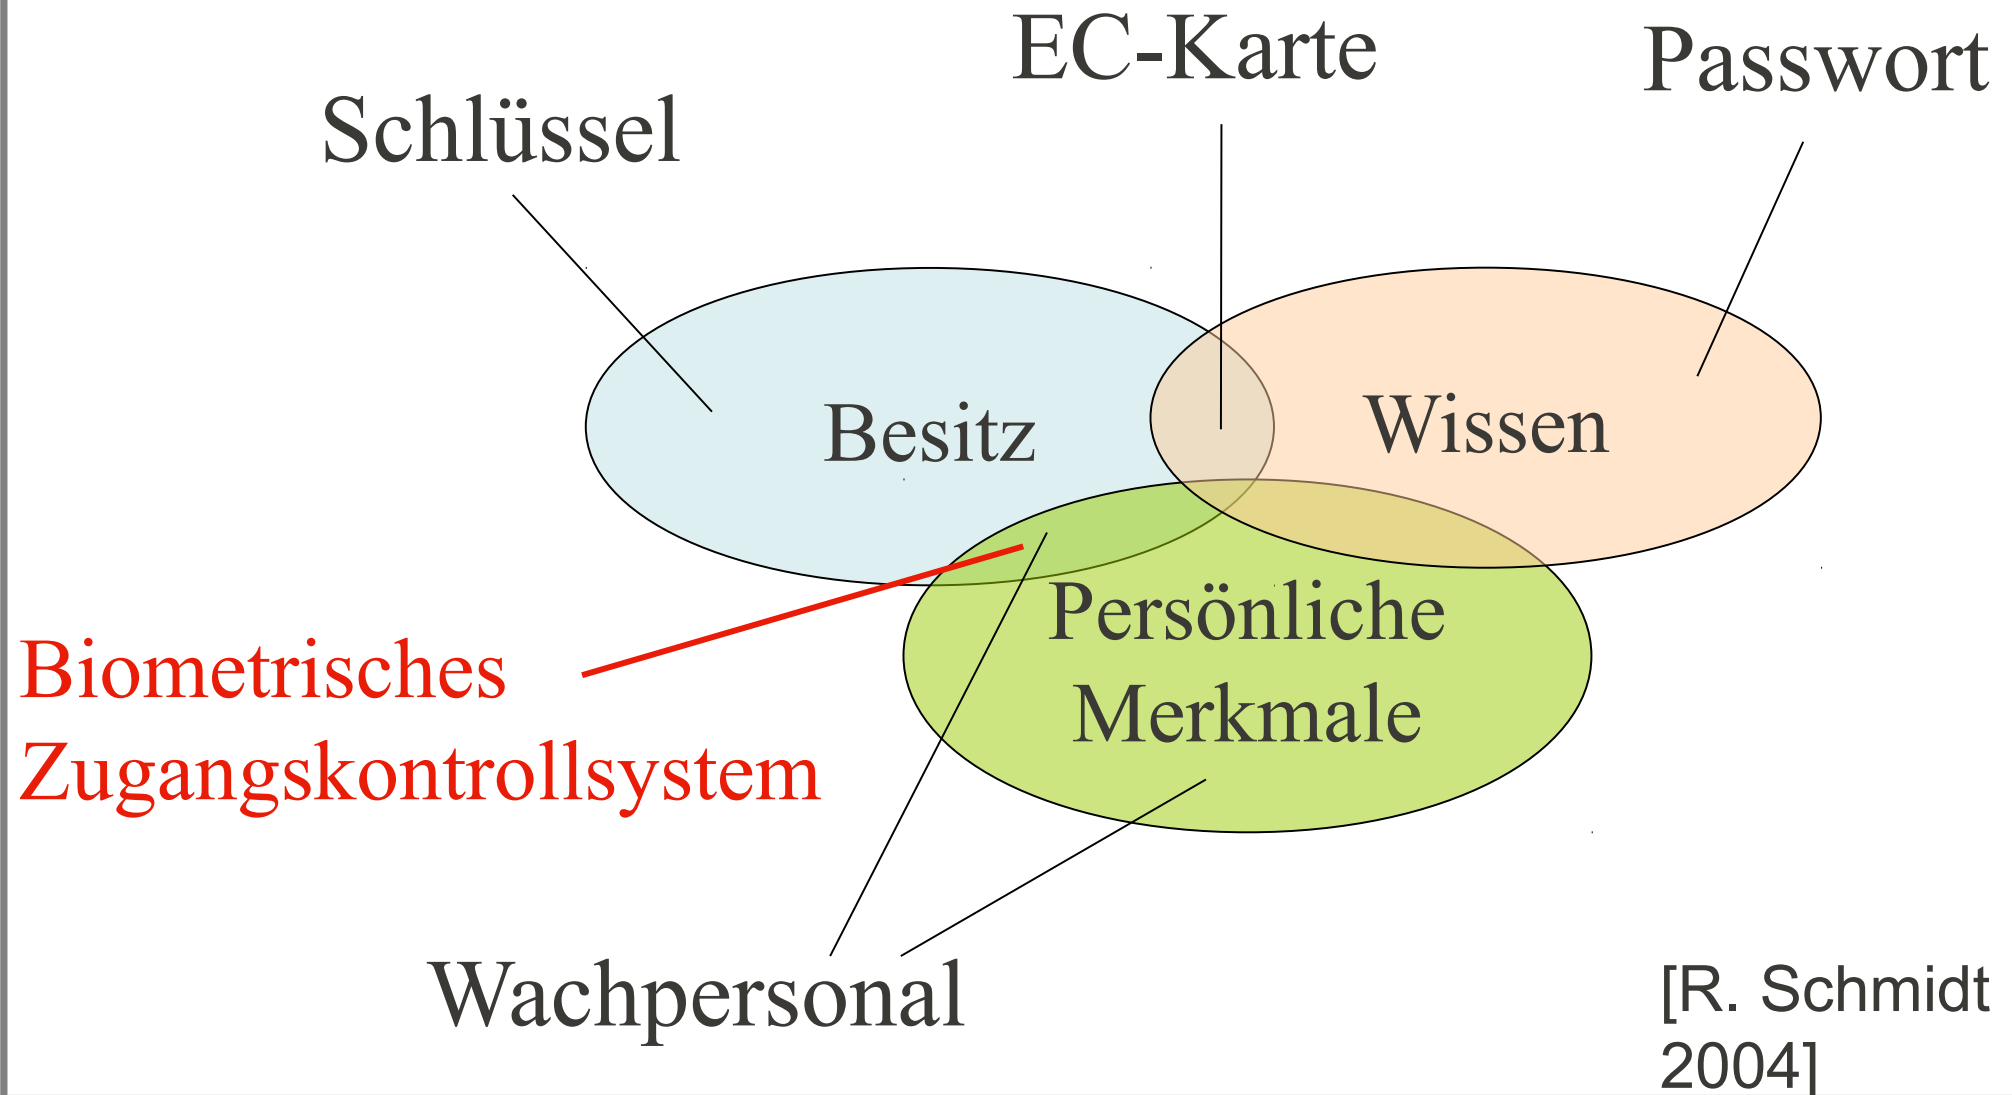 EC-Karte
Passwort
Schlüssel
Besitz
Wissen
Persönliche
Merkmale
Biometrisches
Zugangskontrollsystem
Wachpersonal
[R. Schmidt
2004]